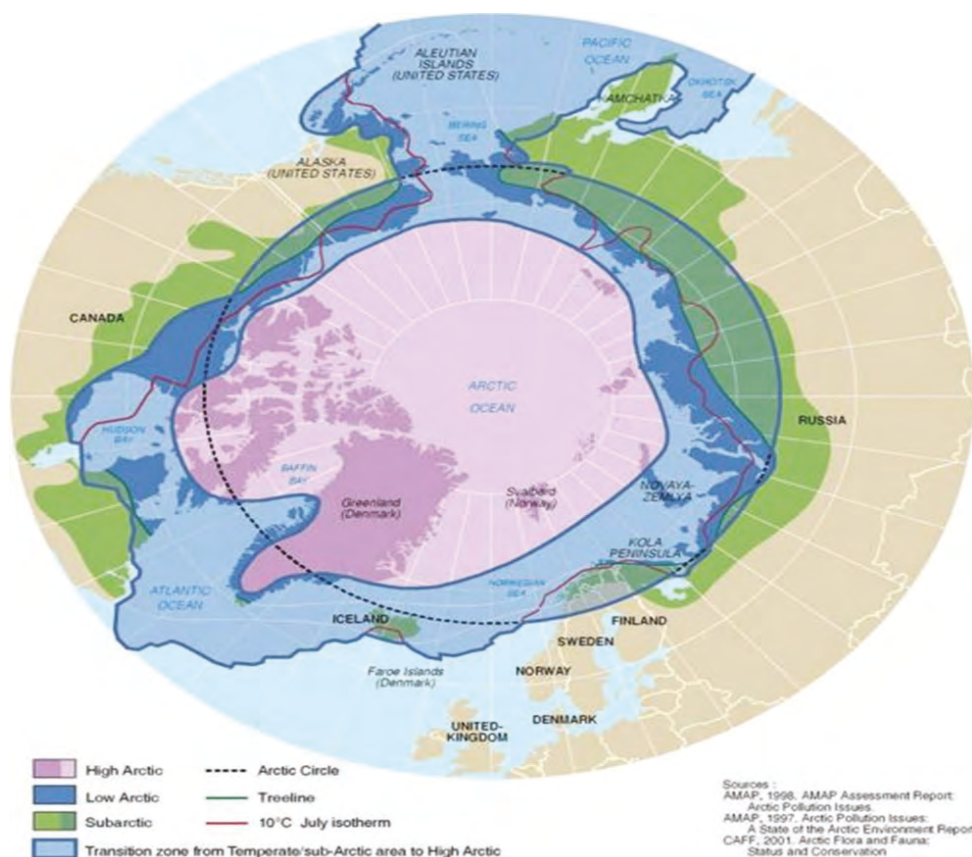 ALEUTIAN
ISLANDS
(UNITED STATES)
PACIFIC
OCEAN
OKHOTSK
SEA
KAMCHATKA
BERING
SEA
ALASKA
(UNITED STATES)
CANADA
ARCTIC
OCEAN
RUSSIA
HUDSON
BAY
BAFFIN
BAY
Greenland
(Denmark)
Svalbard
(Norway)
NOVAYA-
ZEMLYA
KOLA
PENINSULA
ATLANTIC
OCEAN
NORWEGIAN
SEA
ICELAND
FINLAND
SWEDEN
Faroe Islands
(Denmark)
NORWAY
DENMARK
UNITED-
KINGDOM
High Arctic
Arctic Circle
Low Arctic
Treeline
Subarctic
10°C July isotherm
Transition zone from Temperate/sub-Arctic area to High Arctic
Sources :
AMAP, 1998. AMAP Assessment Report:
Arctic Pollution Issues.
AMAP, 1997. Arctic Pollution Issues:
A State of the Arctic Environment Report
CAFF, 2001. Arctic Flora and Fauna:
Status and Conservation